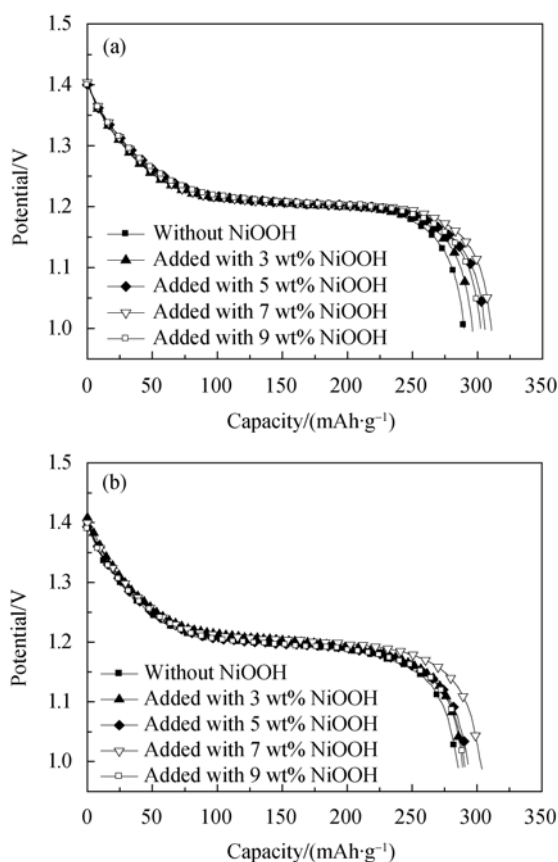 (a)
1.5
1.4
1.3
1.2
1.1
1.0
Potential/V
Without NiOOH
Added with 3 wt% NiOOH
Added with 5 wt% NiOOH
Added with 7 wt% NiOOH
Added with 9 wt% NiOOH
0 50 100 150 200 250 300 350
Capacity/(mAh·g⁻¹)
(b)
1.5
1.4
1.3
1.2
1.1
1.0
Potential/V
Without NiOOH
Added with 3 wt% NiOOH
Added with 5 wt% NiOOH
Added with 7 wt% NiOOH
Added with 9 wt% NiOOH
0 50 100 150 200 250 300 350
Capacity/(mAh·g⁻¹)